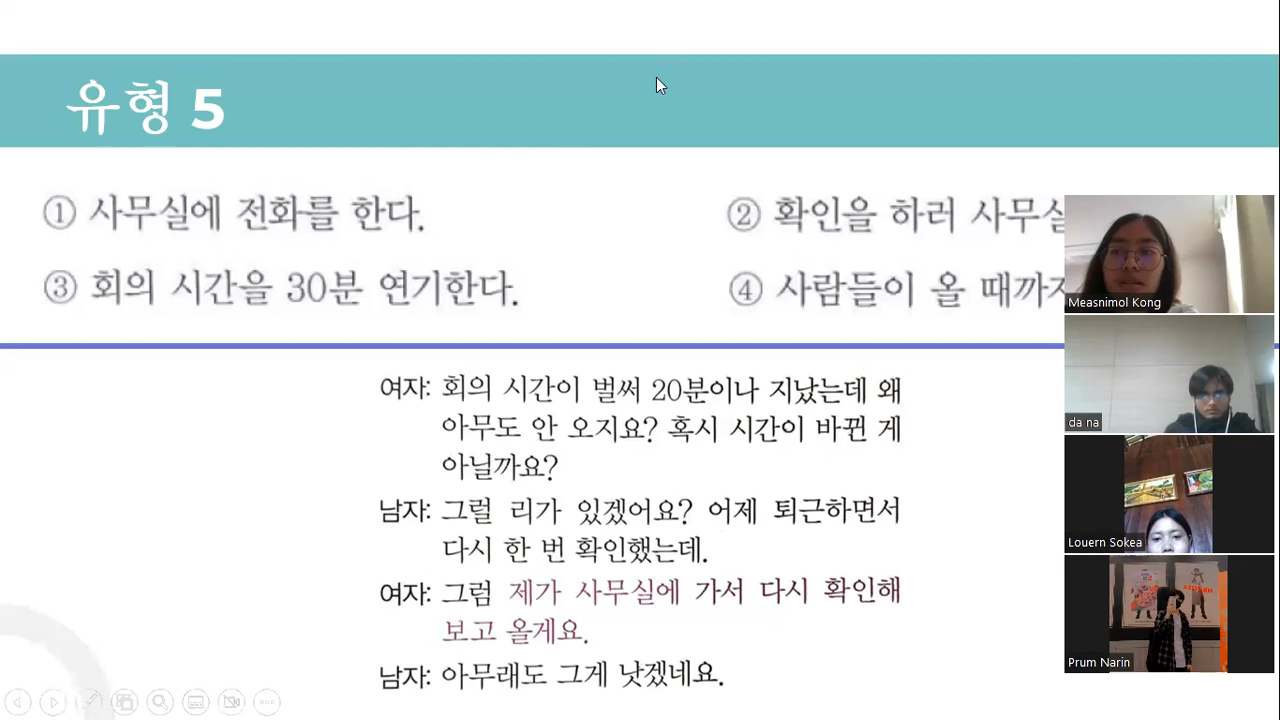 유형 5
① 사무실에 전화를 한다.
② 확인을 하러
③ 회의 시간을 30분 연기한다.
④ 사람들이 올
여자: 회의 시간이 벌써 20분이나 지났는데 왜
아무도 안 오지요? 혹시 시간이 바뀐 게
아닐까요?
남자: 그럴 리가 있겠어요? 어제 퇴근하면서
다시 한 번 확인했는데.
여자: 그럼 제가 사무실에 가서 다시 확인해
보고 올게요.
남자: 아무래도 그게 낫겠네요.
Measnimol Kong
da na
Louern Sokea
Prum Narin